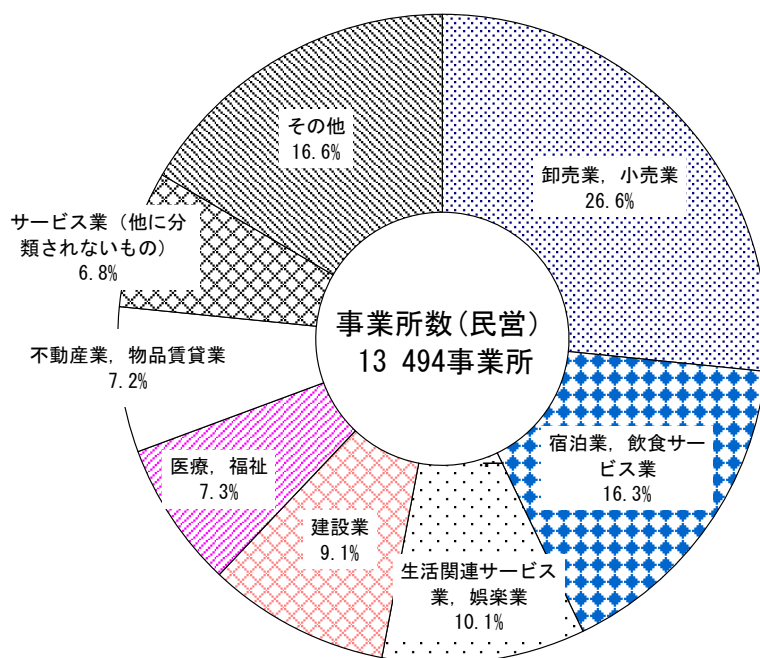 その他
16.6%
卸売業，小売業
26.6%
サービス業（他に分
類されないもの）
6.8%
事業所数(民営)
13 494事業所
不動産業，物品賃貸業
7.2%
宿泊業，飲食サー
ビス業
16.3%
医療，福祉
7.3%
建設業
9.1%
生活関連サービス
業，娯楽業
10.1%